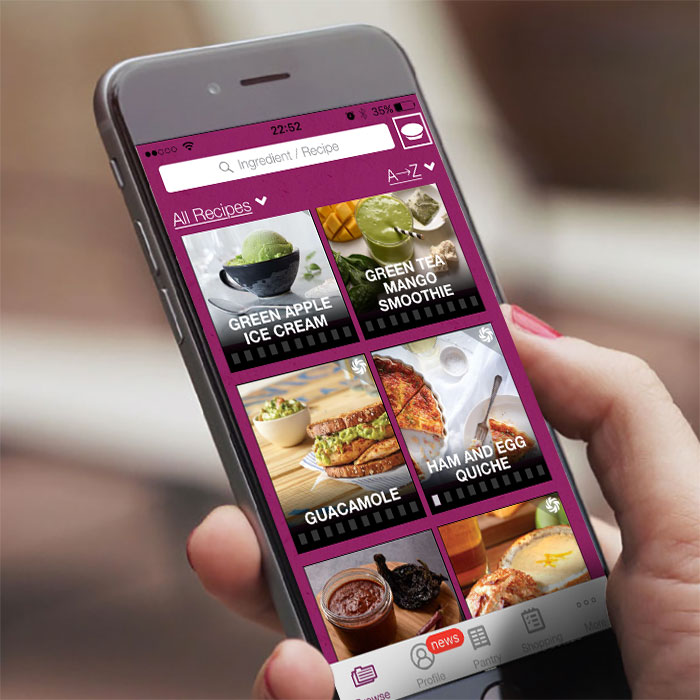 22:52
35%
Ingredient / Recipe
All Recipes
A→Z
GREEN APPLE
ICE CREAM
GREEN TEA
MANGO
SMOOTHIE
GUACAMOLE
HAM AND EGG
QUICHE
Browse
news
Profile
Pantry
Shopping
More